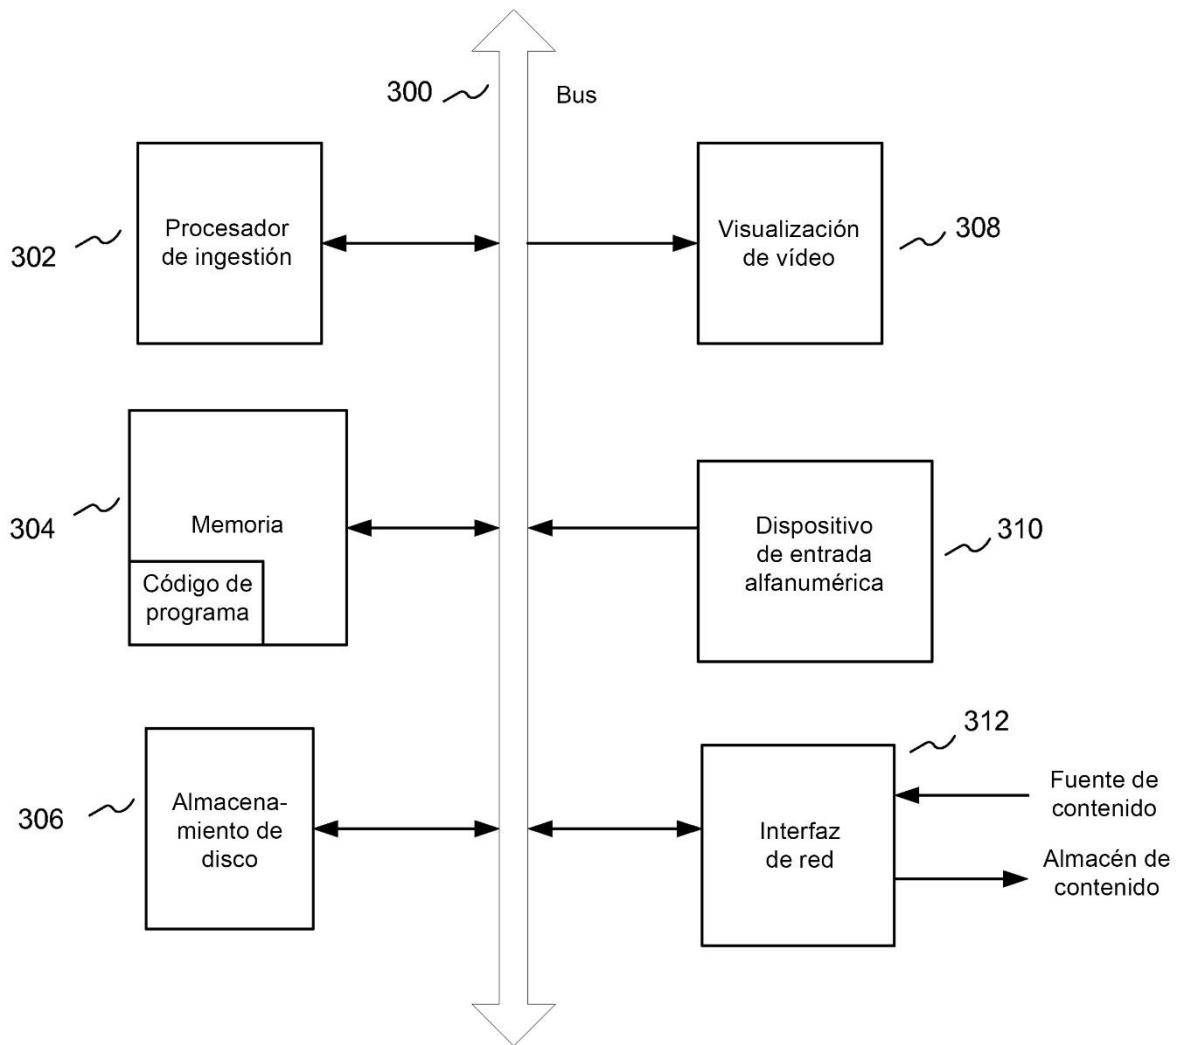 300
Bus
302
Procesador
de ingestión
Visualización
de vídeo
308
304
Memoria
Código de
programa
Dispositivo
de entrada
alfanumérica
310
306
Almacena-
miento de
disco
312
Interfaz
de red
Fuente de
contenido
Almacén de
contenido